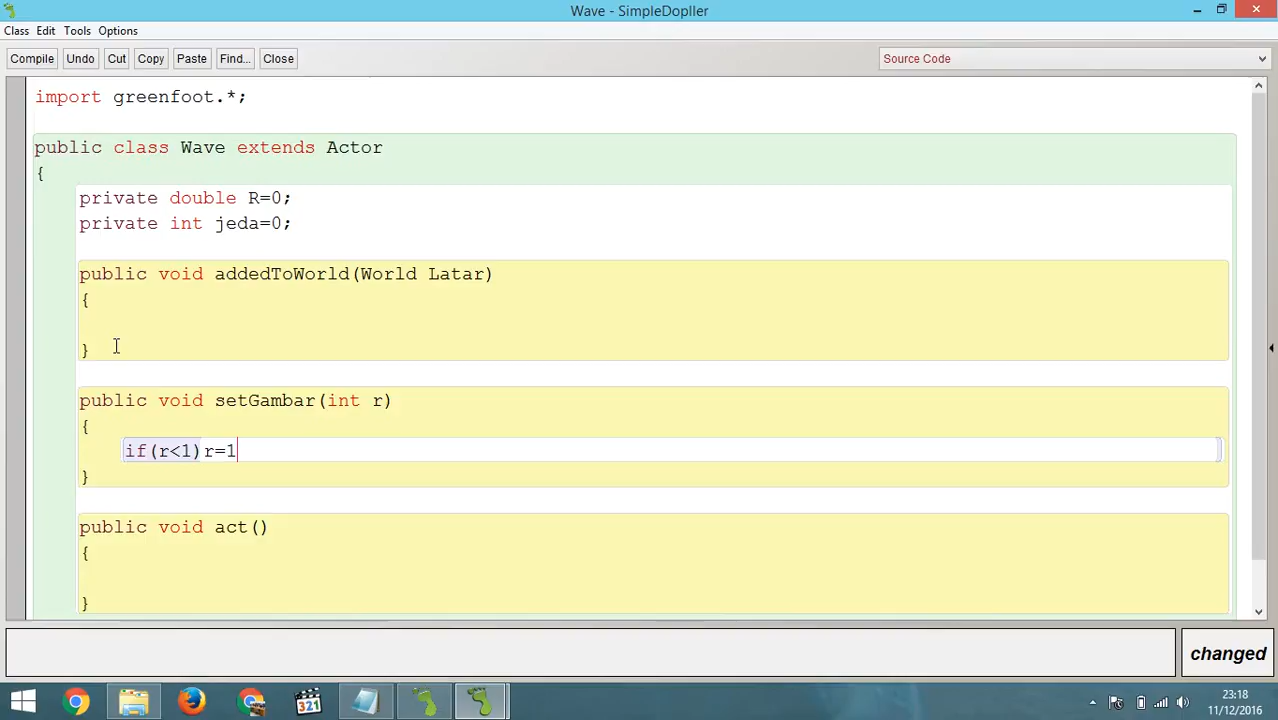 Wave - SimpleDopller
Class Edit Tools Options
Compile Undo Cut Copy Paste Find... Close Source Code
import greenfoot.*;
public class Wave extends Actor
{
private double R=0;
private int jeda=0;
public void addedToWorld(World Latar)
{
}
public void setGambar(int r)
{
if(r<1)r=1
}
public void act()
{
}
changed
321
23:18
11/12/2016